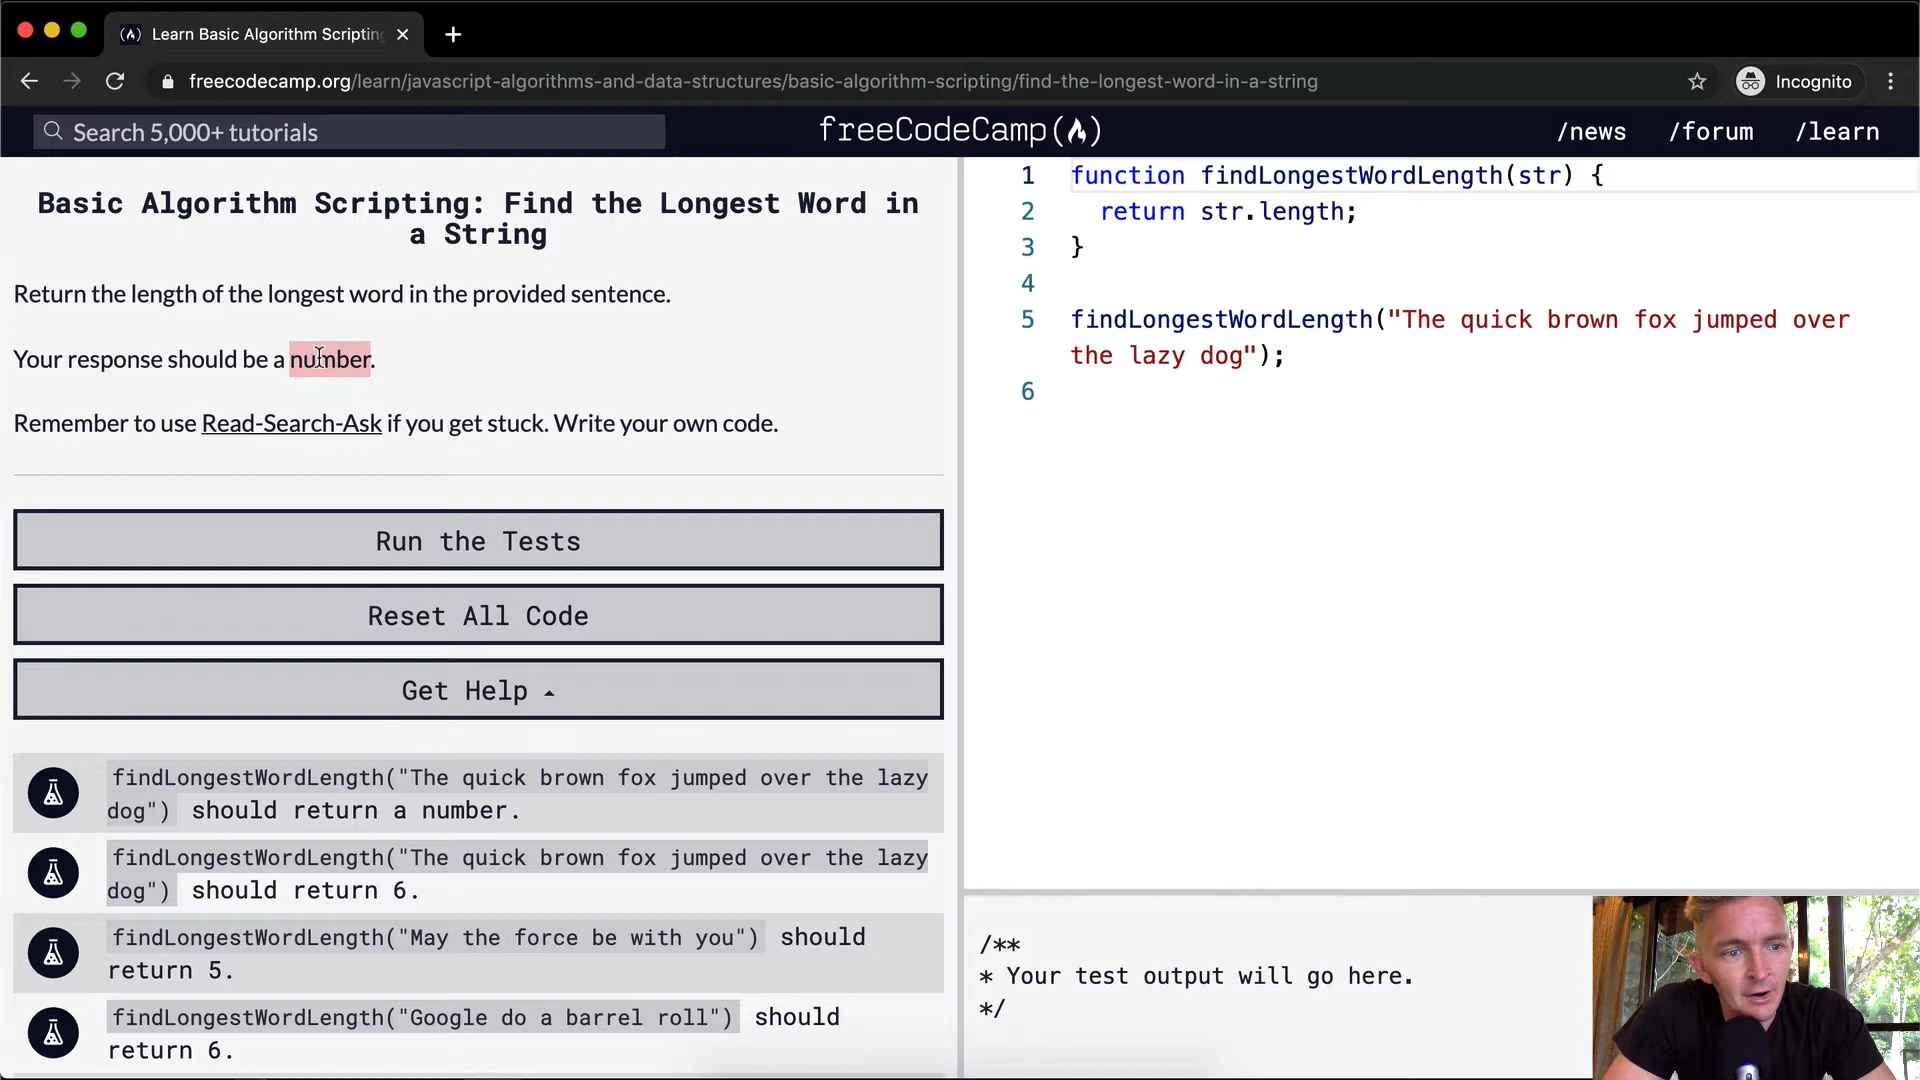 Learn Basic Algorithm Scripting
freecodecamp.org/learn/javascript-algorithms-and-data-structures/basic-algorithm-scripting/find-the-longest-word-in-a-string
Incognito
Search 5,000+ tutorials
freeCodeCamp
/news
/forum
/learn
Basic Algorithm Scripting: Find the Longest Word in
a String
Return the length of the longest word in the provided sentence.
Your response should be a number.
Remember to use Read-Search-Ask if you get stuck. Write your own code.
Run the Tests
Reset All Code
Get Help
findLongestWordLength("The quick brown fox jumped over the lazy
dog") should return a number.
findLongestWordLength("The quick brown fox jumped over the lazy
dog") should return 6.
findLongestWordLength("May the force be with you") should
return 5.
findLongestWordLength("Google do a barrel roll") should
return 6.
1 function findLongestWordLength(str) {
2 return str.length;
3 }
4
5 findLongestWordLength("The quick brown fox jumped over
the lazy dog");
6
/**
* Your test output will go here.
*/